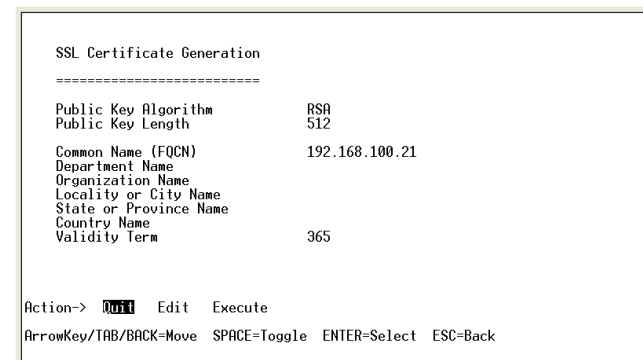 SSL Certificate Generation
==========================
Public Key Algorithm RSA
Public Key Length 512
Common Name (FQCN) 192.168.100.21
Department Name
Organization Name
Locality or City Name
State or Province Name
Country Name
Validity Term 365
Action-> Quit Edit Execute
ArrowKey/TAB/BACK=Move SPACE=Toggle ENTER=Select ESC=Back